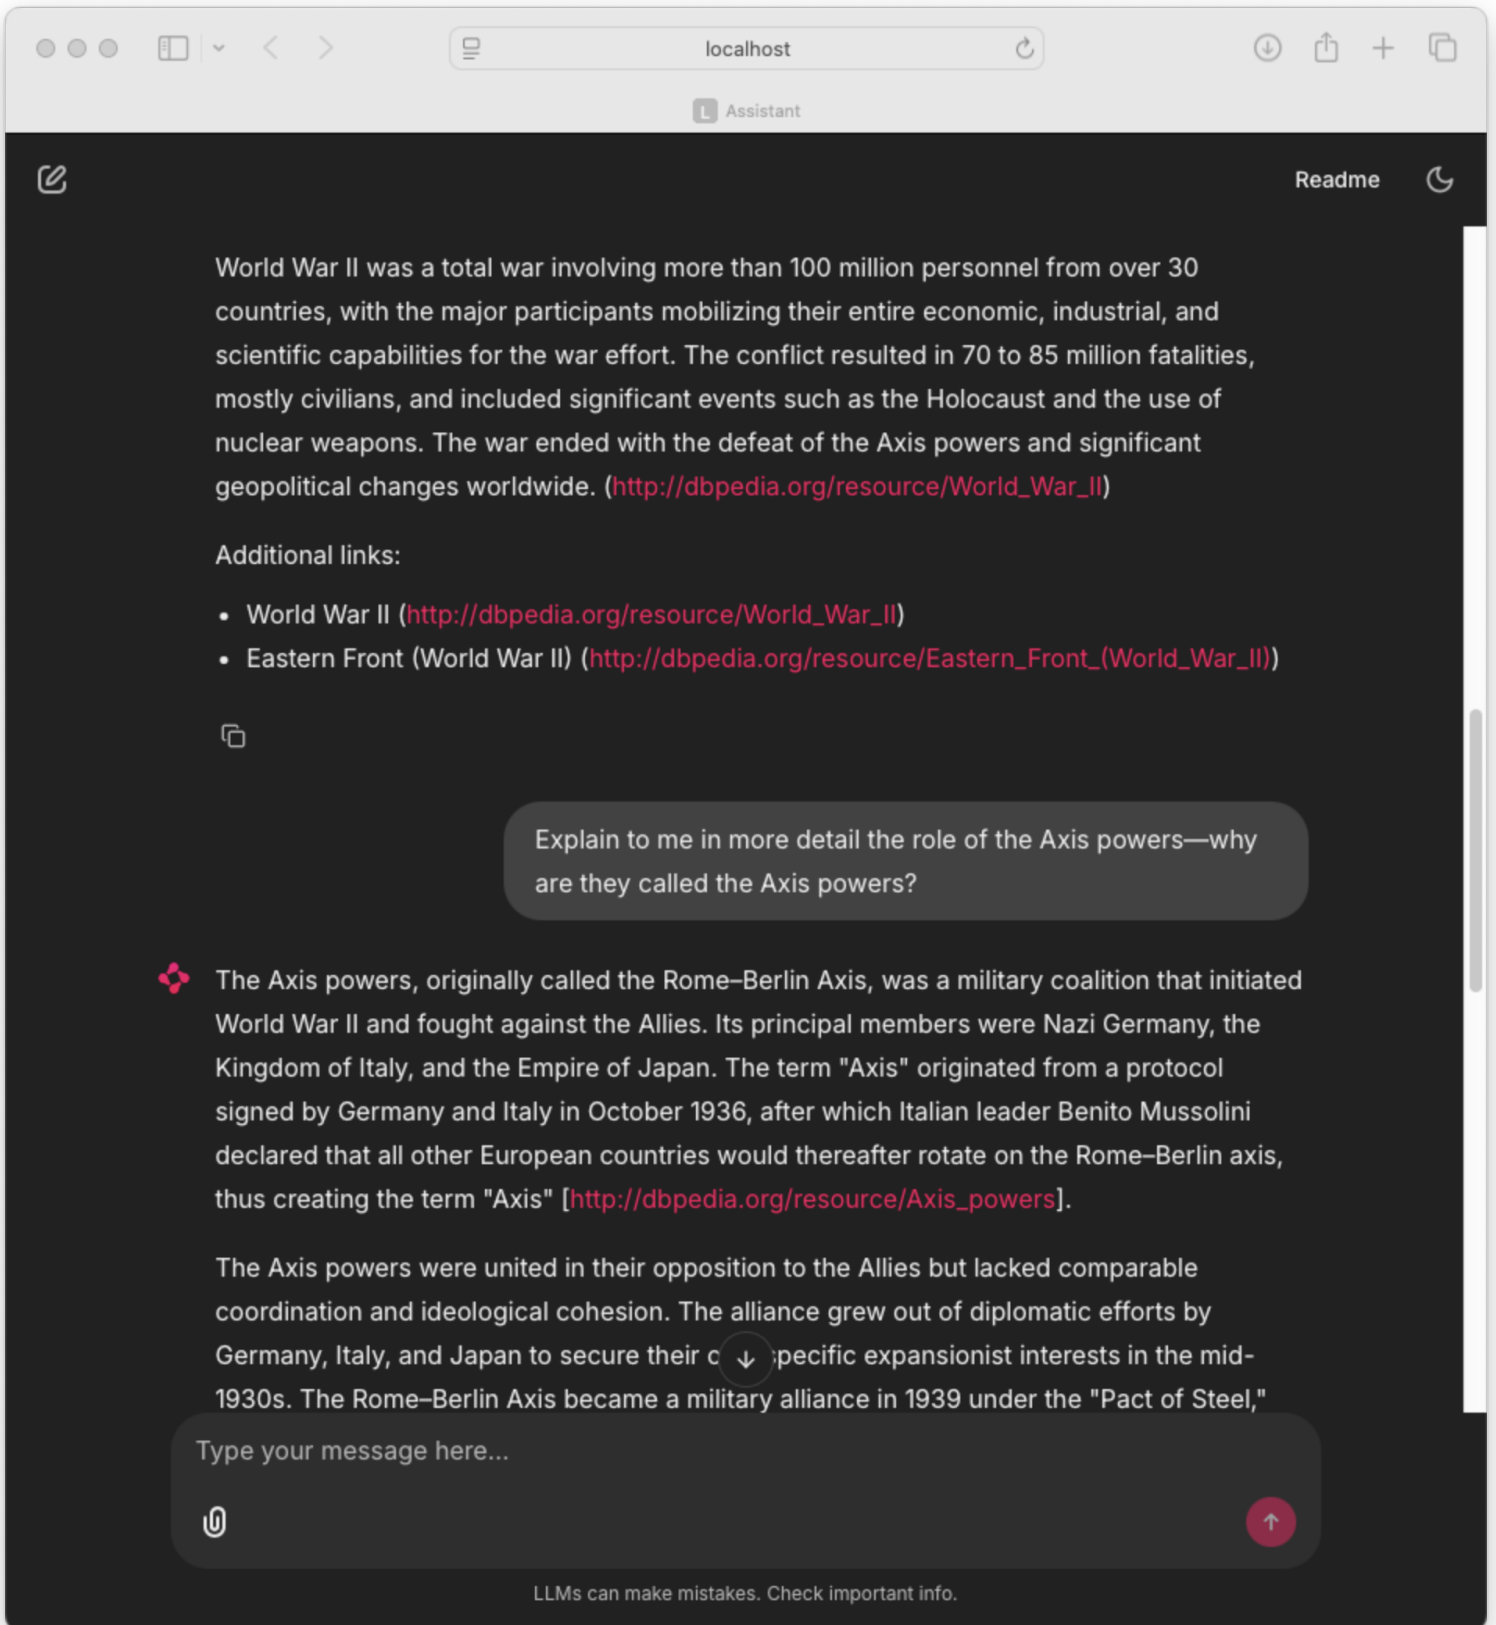 localhost
L Assistant
Readme
World War II was a total war involving more than 100 million personnel from over 30
countries, with the major participants mobilizing their entire economic, industrial, and
scientific capabilities for the war effort. The conflict resulted in 70 to 85 million fatalities,
mostly civilians, and included significant events such as the Holocaust and the use of
nuclear weapons. The war ended with the defeat of the Axis powers and significant
geopolitical changes worldwide. (http://dbpedia.org/resource/World_War_II)
Additional links:
• World War II (http://dbpedia.org/resource/World_War_II)
• Eastern Front (World War II) (http://dbpedia.org/resource/Eastern_Front_(World_War_II))
Explain to me in more detail the role of the Axis powers—why
are they called the Axis powers?
The Axis powers, originally called the Rome–Berlin Axis, was a military coalition that initiated
World War II and fought against the Allies. Its principal members were Nazi Germany, the
Kingdom of Italy, and the Empire of Japan. The term "Axis" originated from a protocol
signed by Germany and Italy in October 1936, after which Italian leader Benito Mussolini
declared that all other European countries would thereafter rotate on the Rome–Berlin axis,
thus creating the term "Axis" [http://dbpedia.org/resource/Axis_powers].
The Axis powers were united in their opposition to the Allies but lacked comparable
coordination and ideological cohesion. The alliance grew out of diplomatic efforts by
Germany, Italy, and Japan to secure their expansionist interests in the mid-
1930s. The Rome–Berlin Axis became a military alliance in 1939 under the "Pact of Steel,"
Type your message here...
LLMs can make mistakes. Check important info.